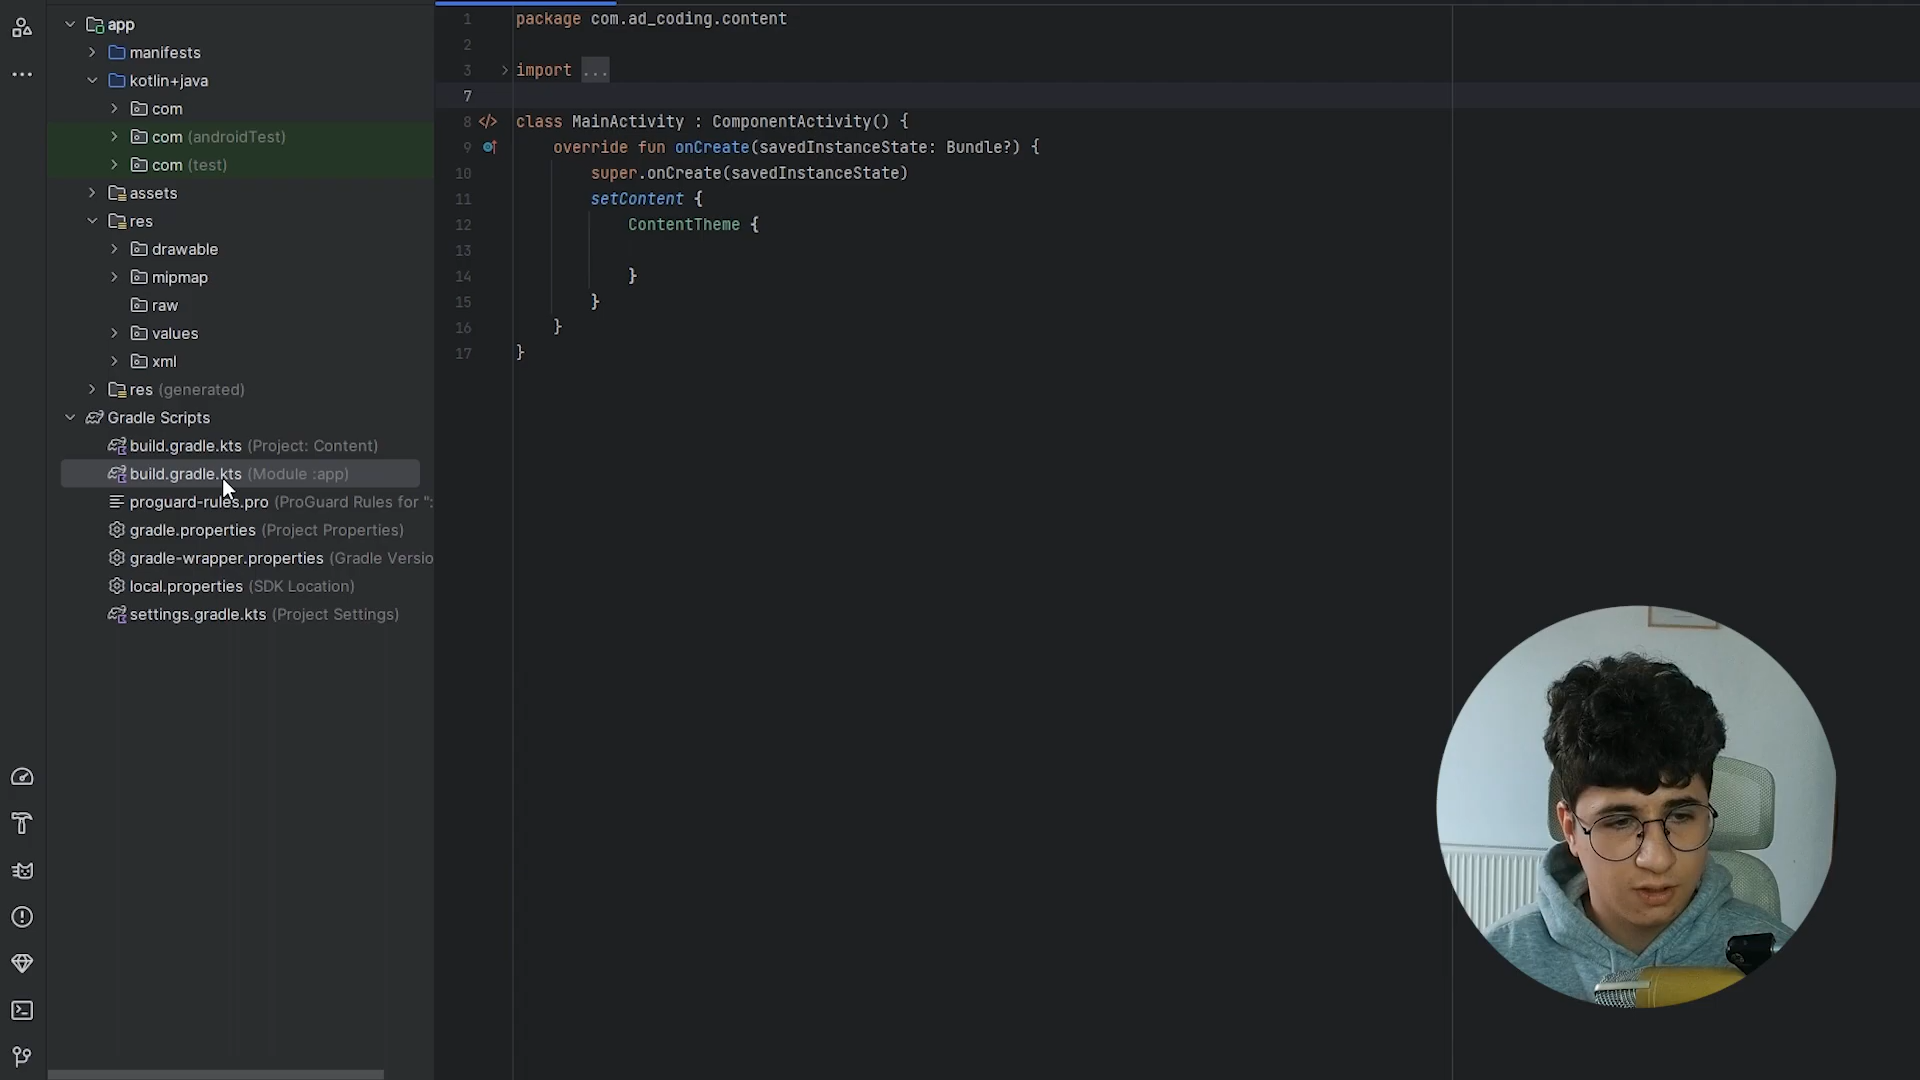 app
manifests
kotlin+java
com
com (androidTest)
com (test)
assets
res
drawable
mipmap
raw
values
xml
res (generated)
Gradle Scripts
build.gradle.kts (Project: Content)
build.gradle.kts (Module :app)
proguard-rules.pro (ProGuard Rules for ":
gradle.properties (Project Properties)
gradle-wrapper.properties (Gradle Versio
local.properties (SDK Location)
settings.gradle.kts (Project Settings)
1 package com.ad_coding.content
2
3 import ...
7
8 class MainActivity : ComponentActivity() {
9 override fun onCreate(savedInstanceState: Bundle?) {
10 super.onCreate(savedInstanceState)
11 setContent {
12 ContentTheme {
13
14 }
15 }
16 }
17 }